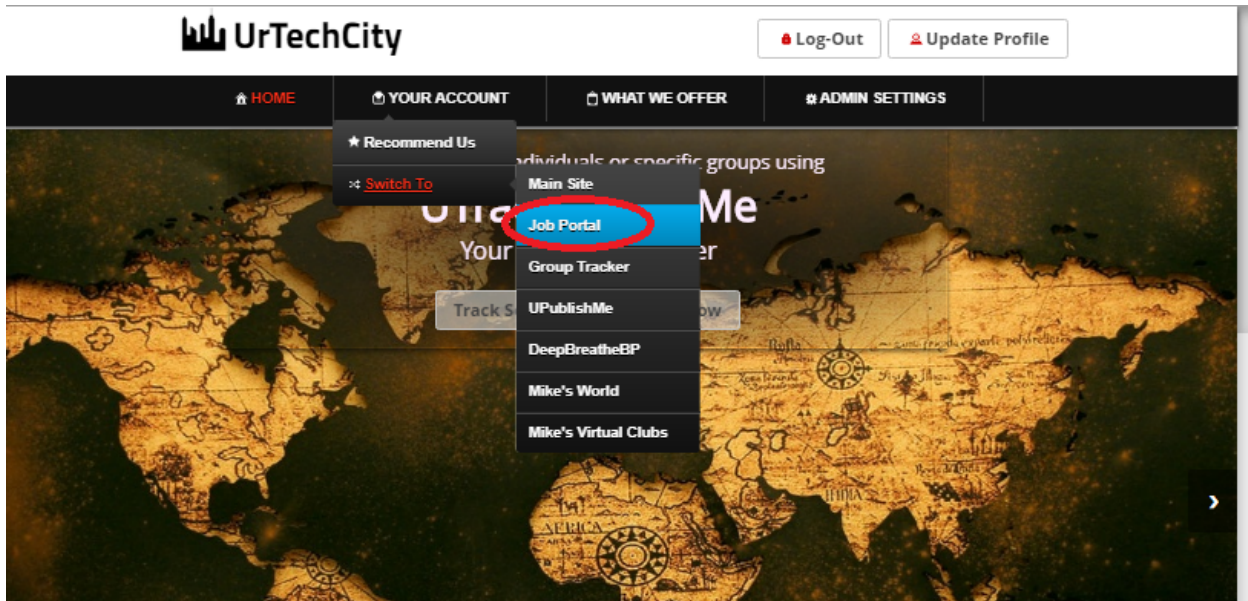 UrTechCity
Log-Out
Update Profile
HOME
YOUR ACCOUNT
WHAT WE OFFER
ADMIN SETTINGS
Recommend Us
Switch To
or specific groups using
Me
Your
Track
Main Site
Job Portal
Group Tracker
UPublishMe
DeepBreatheBP
Mike's World
Mike's Virtual Clubs
AFRICA